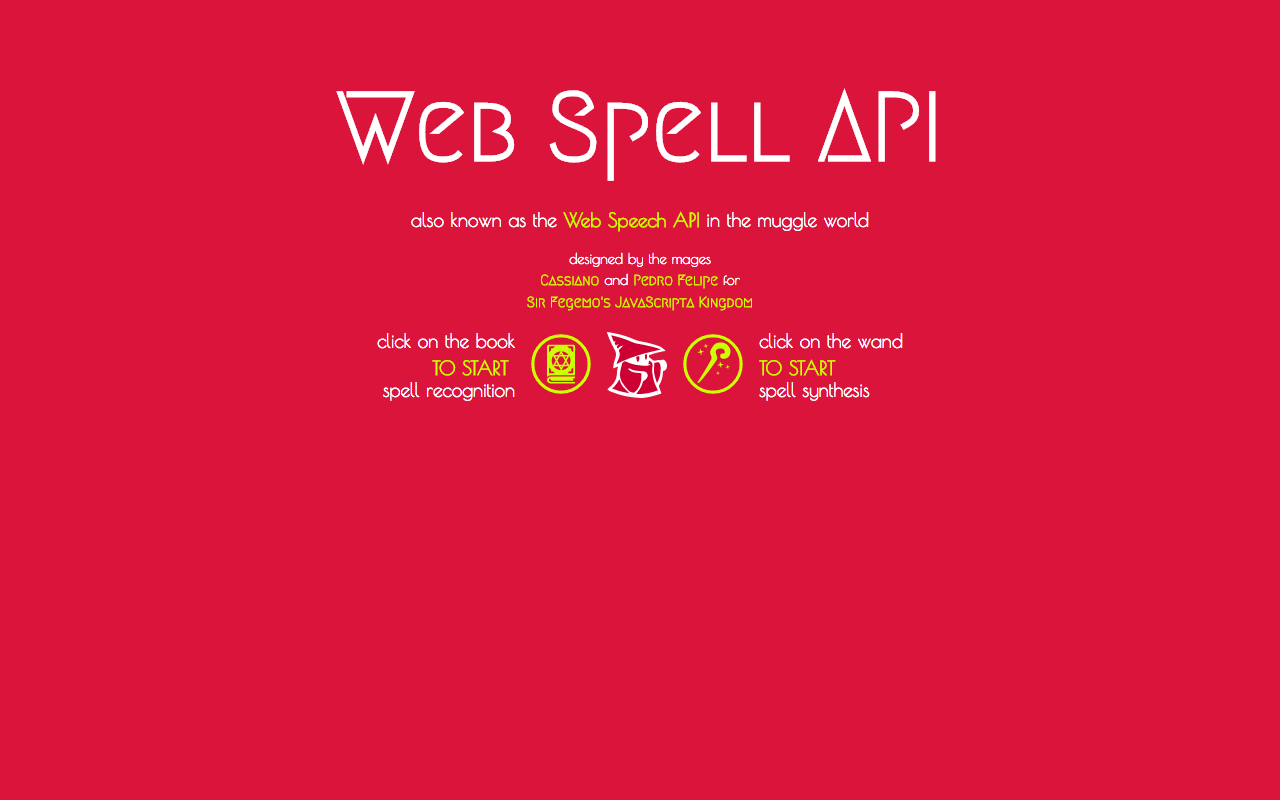 Web Spell API
also known as the Web Speech API in the muggle world
designed by the mages
Cassiano and Pedro Felipe for
Sir Fegemo's JavaScripta Kingdom
click on the book
TO START
spell recognition
click on the wand
TO START
spell synthesis